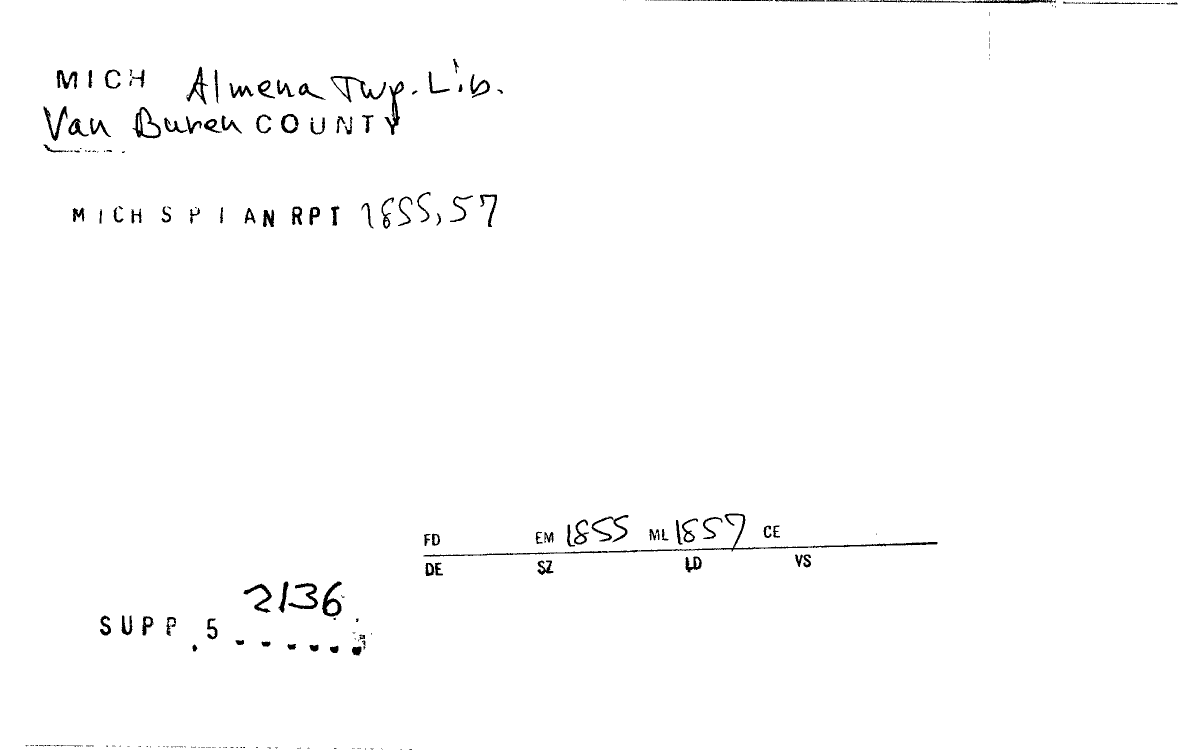 MICH Almena Twp. Lib.
Van Buren COUNTY
MICH S P I AN RPT 1855, 57
FD EM 1855 ML 1857 CE
DE SZ LD VS
2136
SUPP. 5 ......